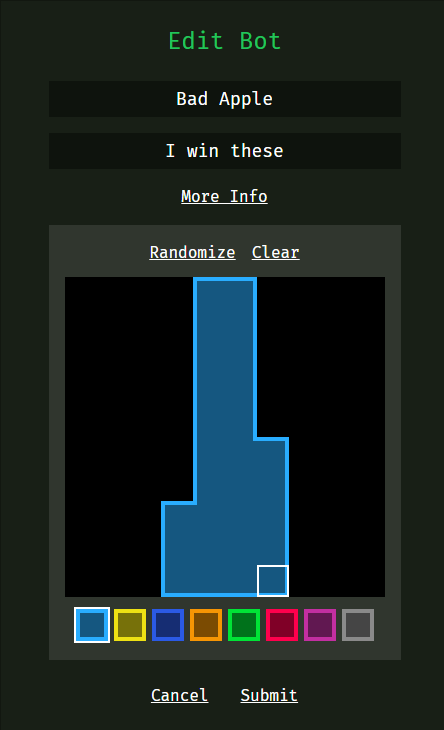 Edit Bot
Bad Apple
I win these
More Info
Randomize Clear
Cancel Submit